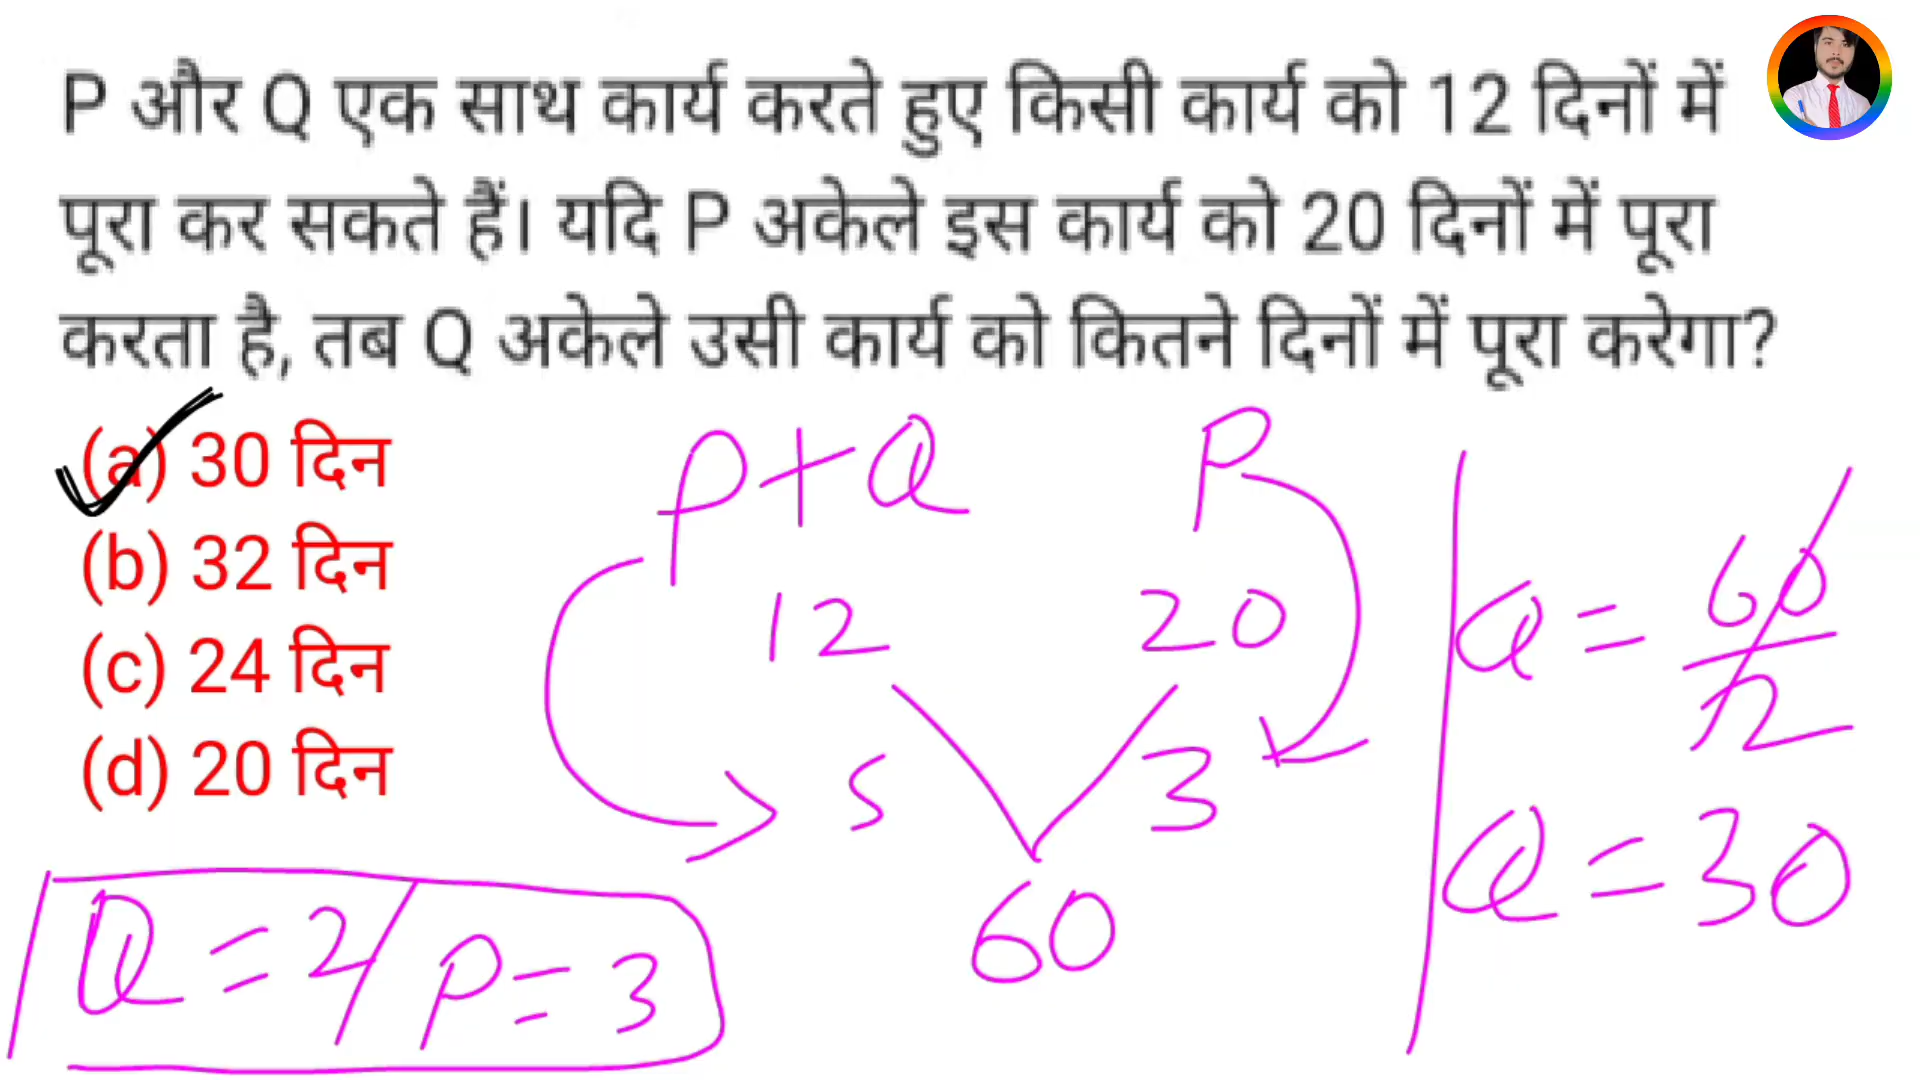 P और Q एक साथ कार्य करते हुए किसी कार्य को 12 दिनों में
पूरा कर सकते हैं। यदि P अकेले इस कार्य को 20 दिनों में पूरा
करता है, तब Q अकेले उसी कार्य को कितने दिनों में पूरा करेगा?
(a) 30 दिन
(b) 32 दिन
(c) 24 दिन
(d) 20 दिन
P+Q P
12 20
5 3
60
Q=2 P=3
Q = 60/2
Q=30